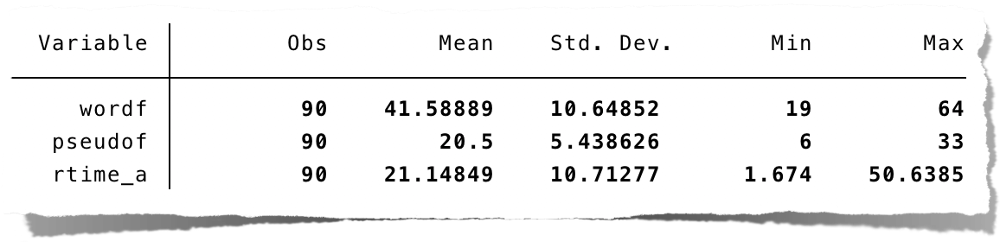 Variable Obs Mean Std. Dev. Min Max
wordf 90 41.58889 10.64852 19 64
pseudof 90 20.5 5.438626 6 33
rtime_a 90 21.14849 10.71277 1.674 50.6385